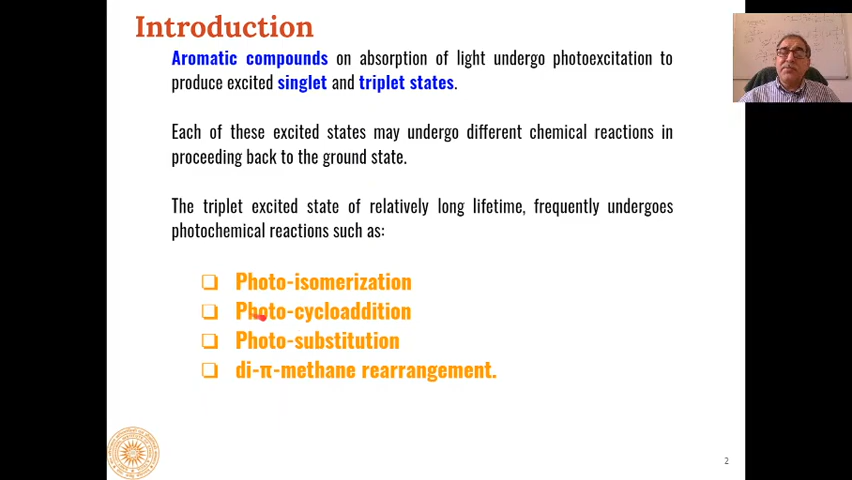 Introduction
Aromatic compounds on absorption of light undergo photoexcitation to
produce excited singlet and triplet states.
Each of these excited states may undergo different chemical reactions in
proceeding back to the ground state.
The triplet excited state of relatively long lifetime, frequently undergoes
photochemical reactions such as:
❏ Photo-isomerization
❏ Photo-cycloaddition
❏ Photo-substitution
❏ di-π-methane rearrangement.
2